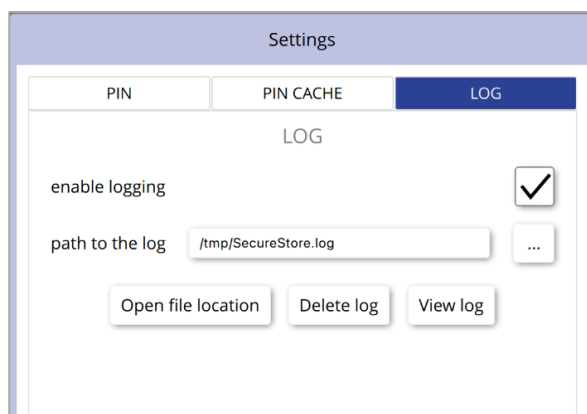 Settings
PIN PIN CACHE LOG
LOG
enable logging
path to the log /tmp/SecureStore.log ...
Open file location Delete log View log